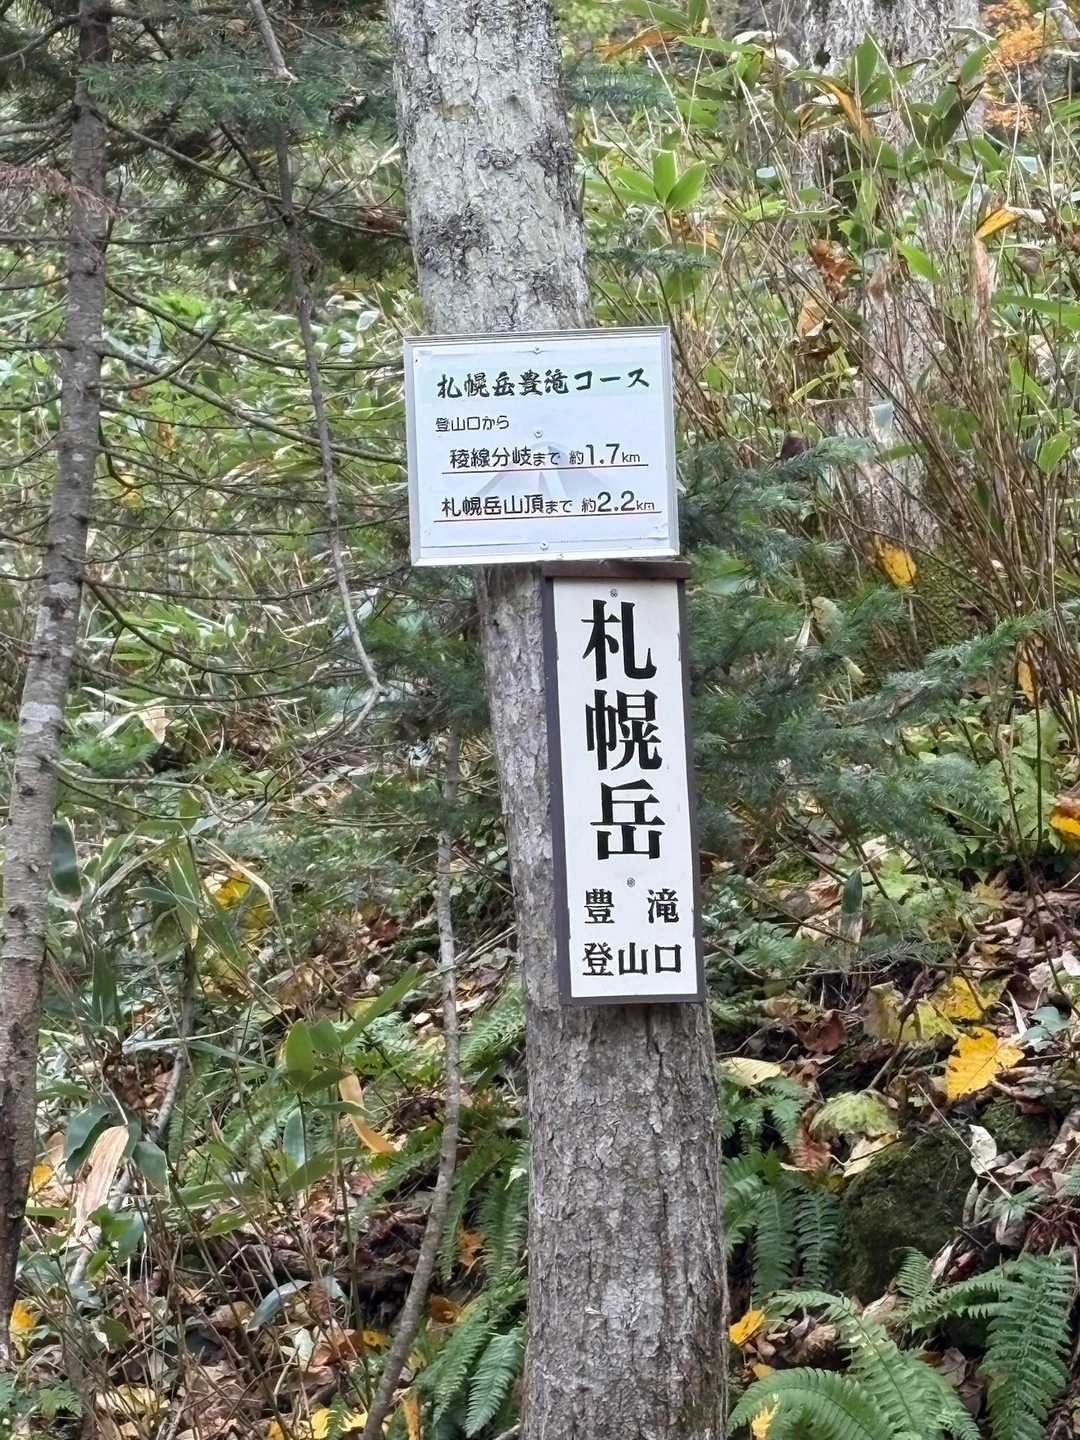 札幌岳豊滝コース
登山口から
稜線分岐まで 約1.7km
札幌岳山頂まで 約2.2km
札幌岳
豊滝
登山口